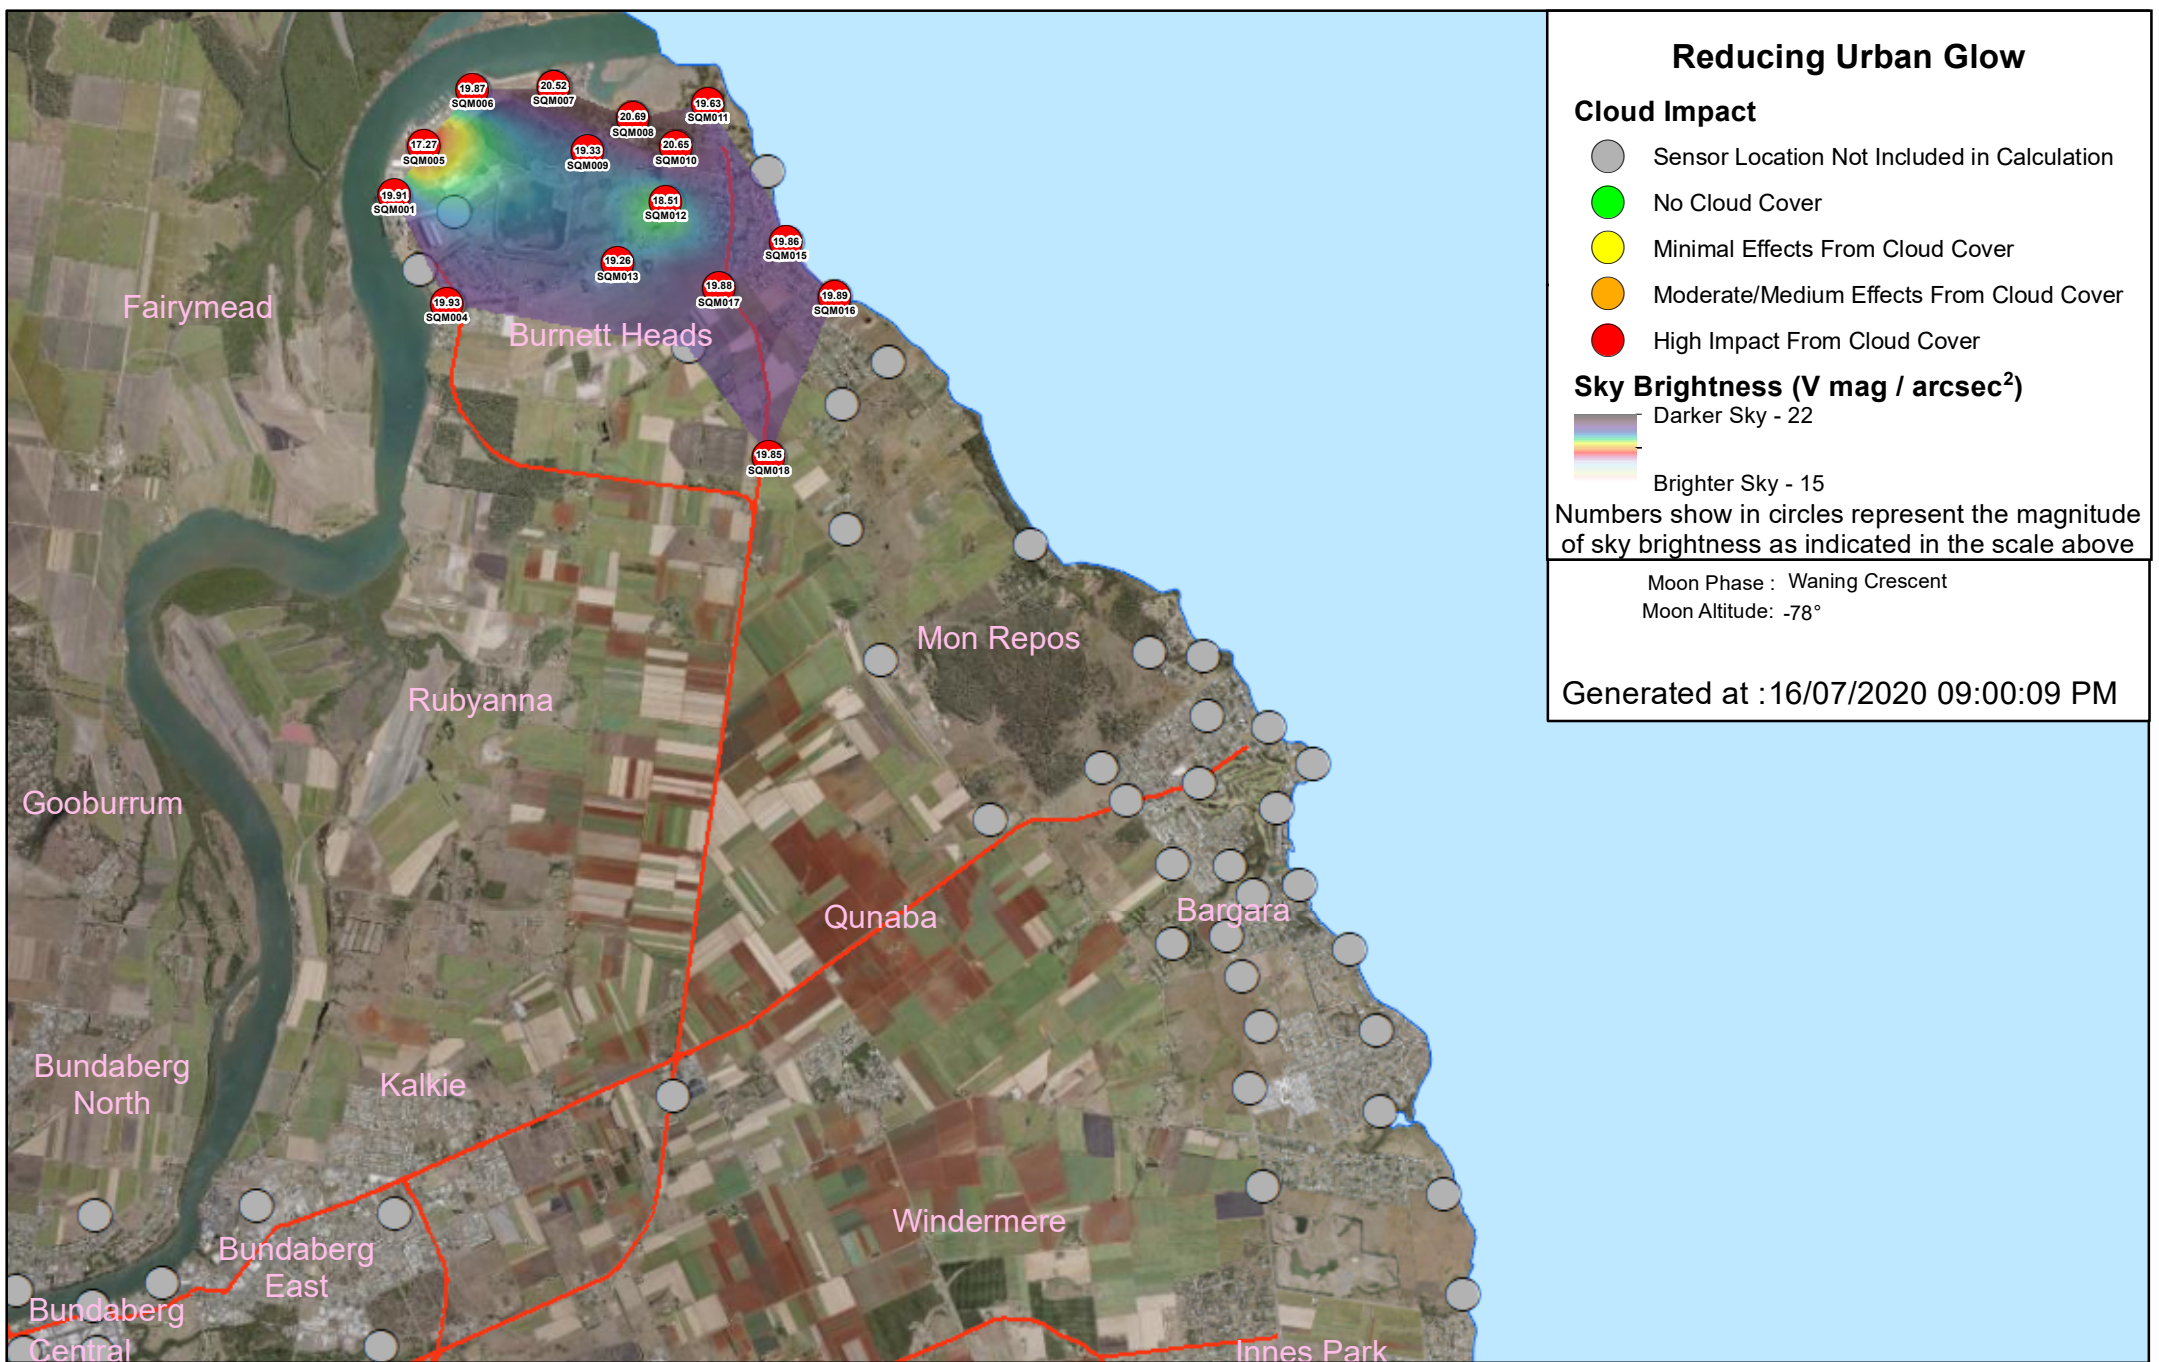 19.87
SQM006
20.52
SQM007
20.69
SQM008
19.63
SQM011
17.27
SQM005
19.33
SQM009
20.65
SQM010
19.91
SQM001
18.51
SQM012
19.86
SQM015
19.26
SQM013
19.88
SQM017
19.89
SQM016
19.93
SQM004
19.85
SQM018
Fairymead
Burnett Heads
Mon Repos
Rubyanna
Gooburrum
Qunaba
Bargara
Bundaberg
North
Kalkie
Windermere
Bundaberg
East
Bundaberg
Central
Innes Park
Reducing Urban Glow
Cloud Impact
Sensor Location Not Included in Calculation
No Cloud Cover
Minimal Effects From Cloud Cover
Moderate/Medium Effects From Cloud Cover
High Impact From Cloud Cover
Sky Brightness (V mag / arcsec²)
Darker Sky - 22
Brighter Sky - 15
Numbers show in circles represent the magnitude
of sky brightness as indicated in the scale above
Moon Phase : Waning Crescent
Moon Altitude: -78°
Generated at :16/07/2020 09:00:09 PM